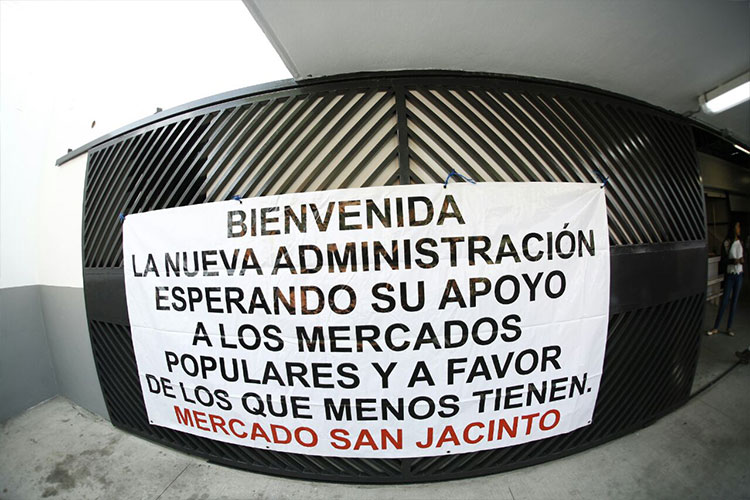 BIENVENIDA
LA NUEVA ADMINISTRACIÓN
ESPERANDO SU APOYO
A LOS MERCADOS
POPULARES Y A FAVOR
DE LOS QUE MENOS TIENEN.
MERCADO SAN JACINTO